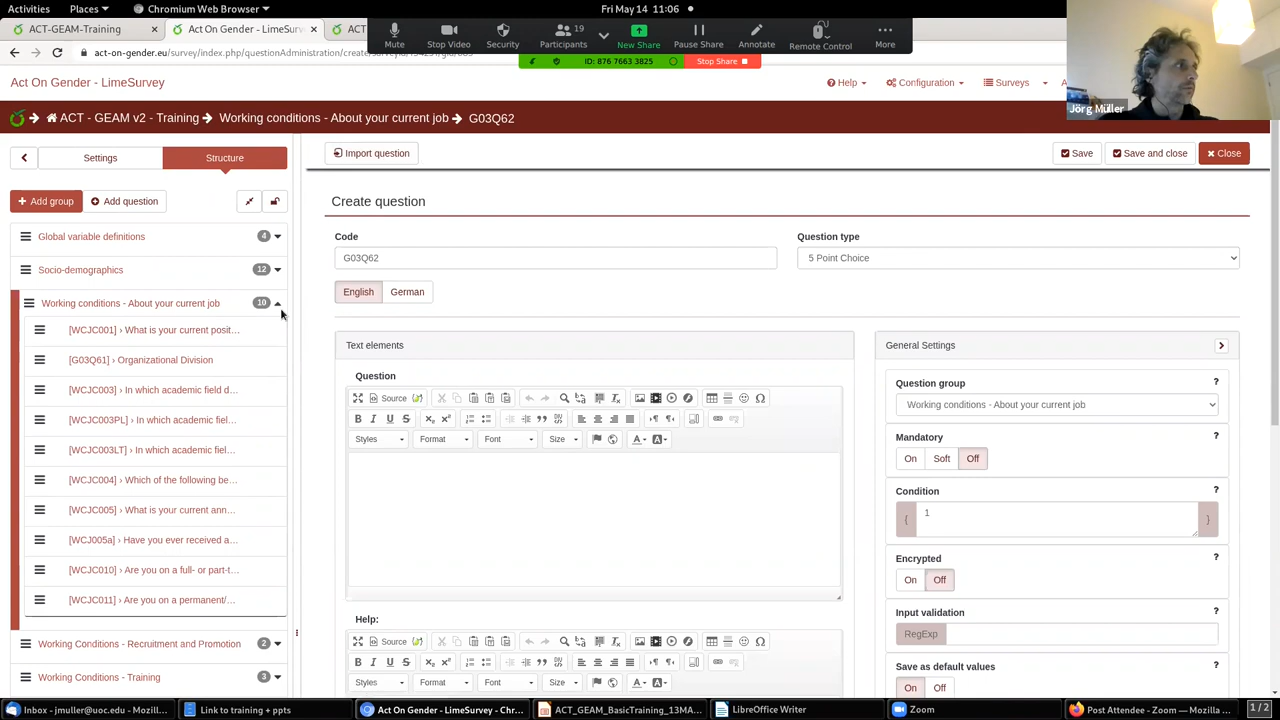 Activities Places Chromium Web Browser Fri May 14 11:06
ACT-GEAM-Training Act On Gender - LimeSurv ACT
act-on-gender.eu/survey/index.php/questionAdministration/create/
Mute Stop Video Security Participants 19 New Share Pause Share Annotate Remote Control More
ID: 876 7663 3825 Stop Share
Jörg Müller
Act On Gender - LimeSurvey Help Configuration Surveys
ACT - GEAM v2 - Training Working conditions - About your current job G03Q62
Settings Structure
Import question Save Save and close Close
Add group Add question
Create question
Global variable definitions 4
Code Question type
G03Q62 5 Point Choice
Socio-demographics 12
English German
Working conditions - About your current job 10
[WCJC001] › What is your current posit…
[G03Q61] › Organizational Division
[WCJC003] › In which academic field d…
[WCJC003PL] › In which academic fiel…
[WCJC003LT] › In which academic fiel…
[WCJC004] › Which of the following be…
[WCJC005] › What is your current ann…
[WCJ005a] › Have you ever received a…
[WCJC010] › Are you on a full- or part-t…
[WCJC011] › Are you on a permanent/…
Working Conditions - Recruitment and Promotion 2
Working Conditions - Training 3
Text elements
Question
Source
B I U S
Styles Format Font Size A A
Help:
Source
B I U S
Styles Format Font Size A A
General Settings
Question group ?
Working conditions - About your current job
Mandatory ?
On Soft Off
Condition ?
{ 1 }
Encrypted ?
On Off
Input validation ?
RegExp
Save as default values ?
On Off
Inbox - jmuller@uoc.edu - Mozill… Link to training + ppts Act On Gender - LimeSurvey - Chr… ACT_GEAM_BasicTraining_13MA… LibreOffice Writer Zoom Post Attendee - Zoom — Mozilla … 1 / 2